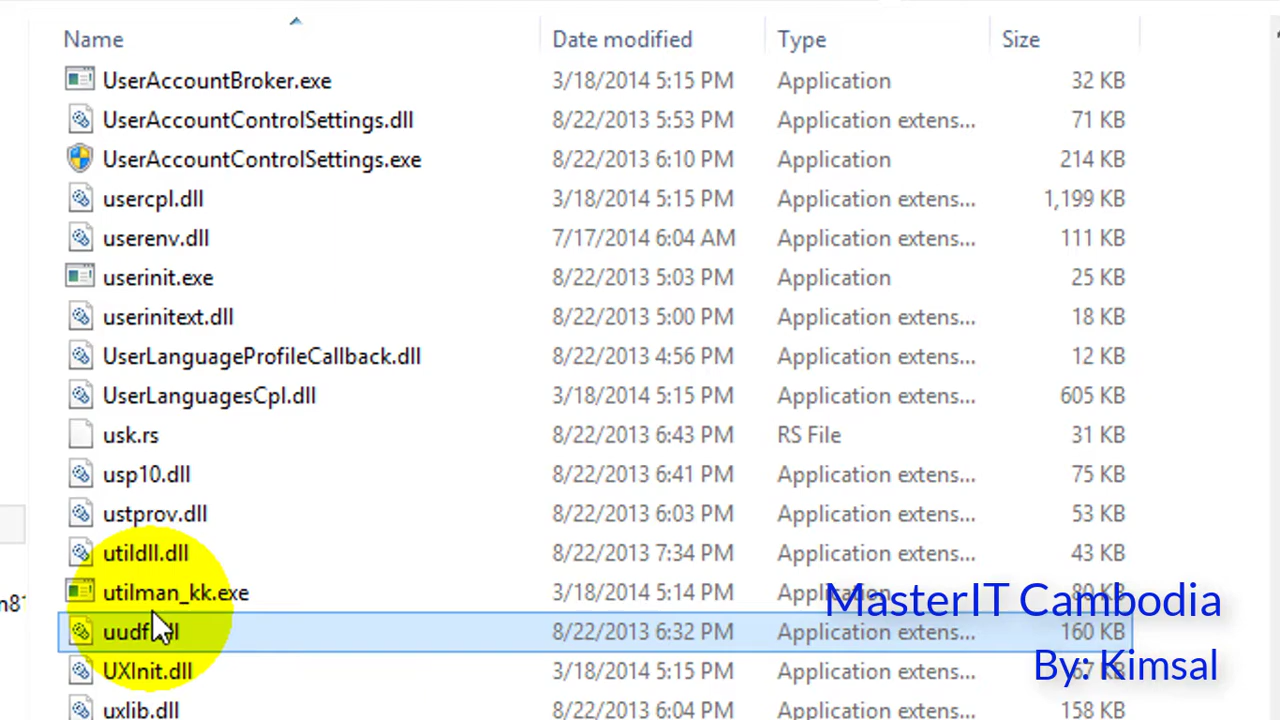 Name Date modified Type Size
UserAccountBroker.exe 3/18/2014 5:15 PM Application 32 KB
UserAccountControlSettings.dll 8/22/2013 5:53 PM Application extens... 71 KB
UserAccountControlSettings.exe 8/22/2013 6:10 PM Application 214 KB
usercpl.dll 3/18/2014 5:15 PM Application extens... 1,199 KB
userenv.dll 7/17/2014 6:04 AM Application extens... 111 KB
userinit.exe 8/22/2013 5:03 PM Application 25 KB
userinitext.dll 8/22/2013 5:00 PM Application extens... 18 KB
UserLanguageProfileCallback.dll 8/22/2013 4:56 PM Application extens... 12 KB
UserLanguagesCpl.dll 3/18/2014 5:15 PM Application extens... 605 KB
usk.rs 8/22/2013 6:43 PM RS File 31 KB
usp10.dll 8/22/2013 6:41 PM Application extens... 75 KB
ustprov.dll 8/22/2013 6:03 PM Application extens... 53 KB
utildll.dll 8/22/2013 7:34 PM Application extens... 43 KB
utilman_kk.exe 3/18/2014 5:14 PM Application 80 KB
MasterIT Cambodia
8/22/2013 6:32 PM Application extens... 160 KB
By: Kimsal
UXInit.dll 3/18/2014 5:15 PM Application extens... 67 KB
uxlib.dll 8/22/2013 6:04 PM Application extens... 158 KB